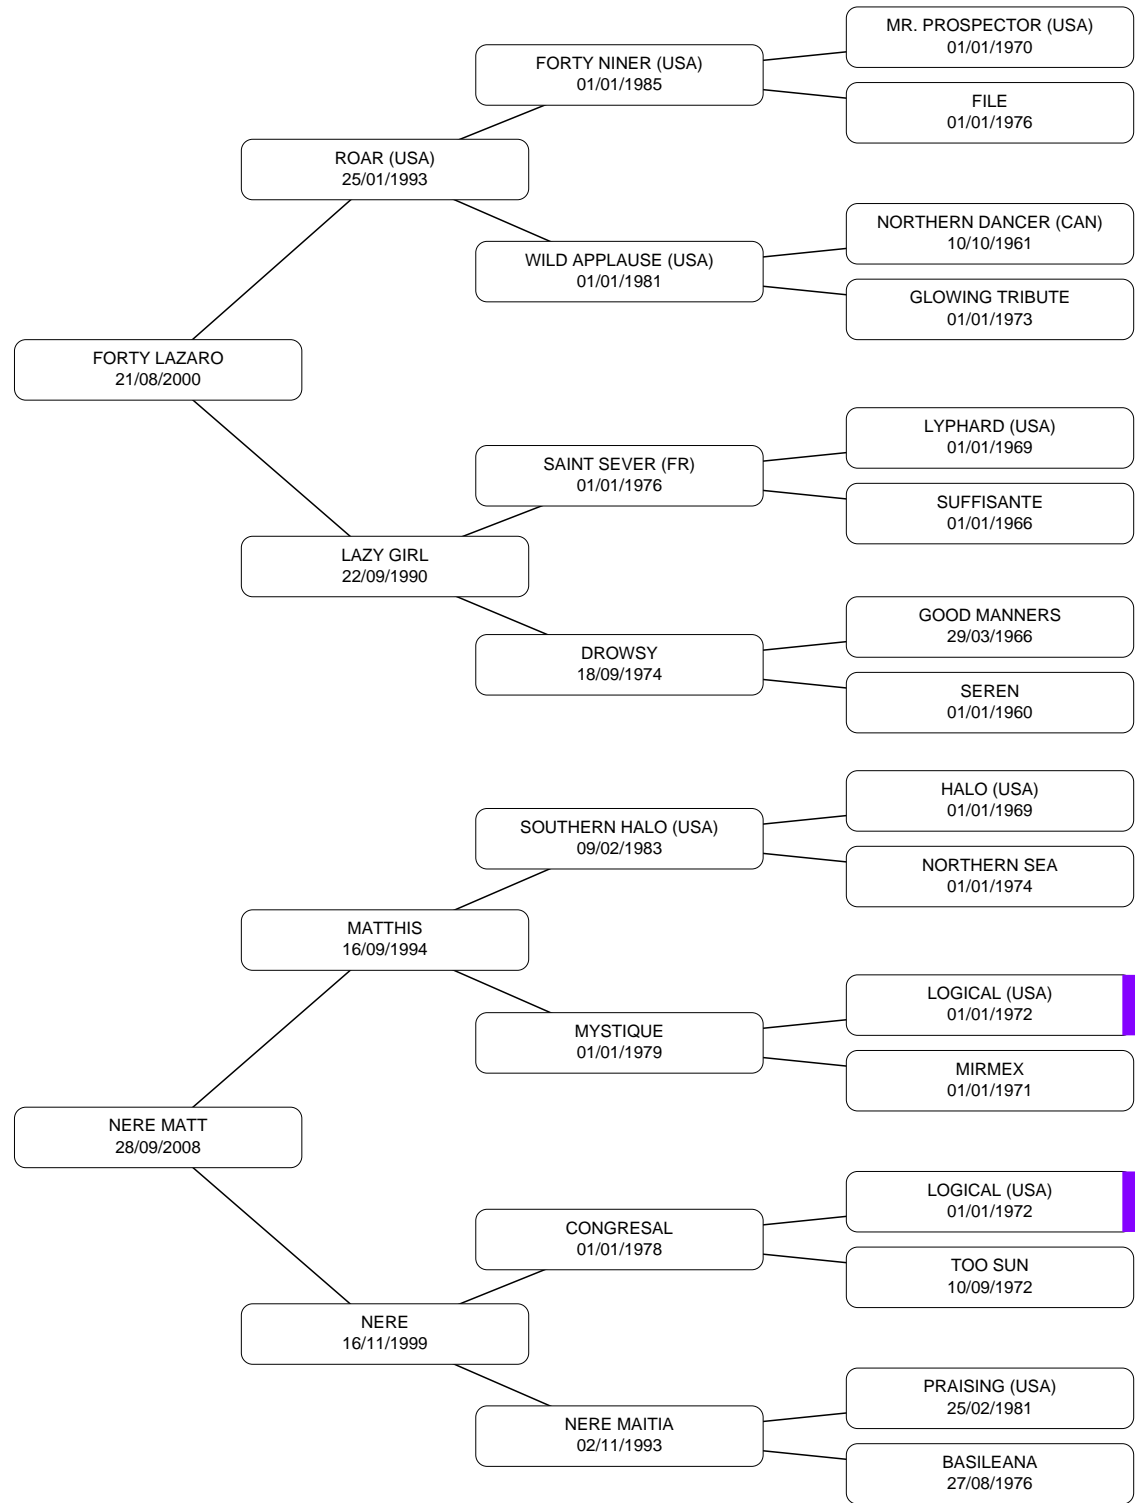 MR. PROSPECTOR (USA)
01/01/1970
FORTY NINER (USA)
01/01/1985
FILE
01/01/1976
ROAR (USA)
25/01/1993
NORTHERN DANCER (CAN)
10/10/1961
WILD APPLAUSE (USA)
01/01/1981
GLOWING TRIBUTE
01/01/1973
FORTY LAZARO
21/08/2000
LYPHARD (USA)
01/01/1969
SAINT SEVER (FR)
01/01/1976
SUFFISANTE
01/01/1966
LAZY GIRL
22/09/1990
GOOD MANNERS
29/03/1966
DROWSY
18/09/1974
SEREN
01/01/1960
HALO (USA)
01/01/1969
SOUTHERN HALO (USA)
09/02/1983
NORTHERN SEA
01/01/1974
MATTHIS
16/09/1994
LOGICAL (USA)
01/01/1972
MYSTIQUE
01/01/1979
MIRMEX
01/01/1971
NERE MATT
28/09/2008
LOGICAL (USA)
01/01/1972
CONGRESAL
01/01/1978
TOO SUN
10/09/1972
NERE
16/11/1999
PRAISING (USA)
25/02/1981
NERE MAITIA
02/11/1993
BASILEANA
27/08/1976